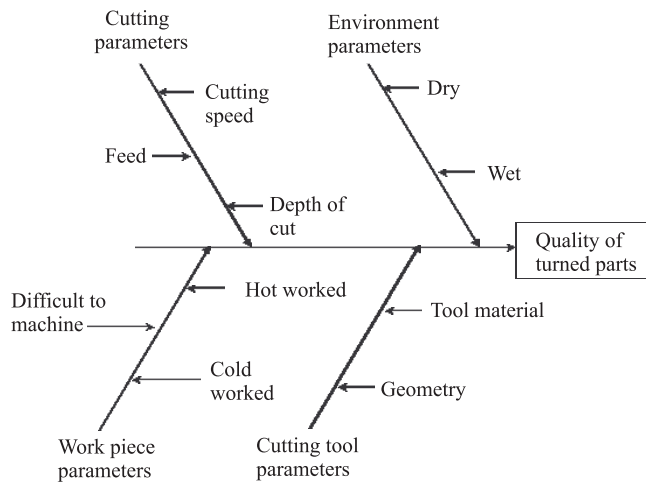 Cutting
parameters
Environment
parameters
Cutting
speed
Dry
Feed
Wet
Depth of
cut
Quality of
turned parts
Hot worked
Difficult to
machine
Tool material
Cold
worked
Geometry
Work piece
parameters
Cutting tool
parameters